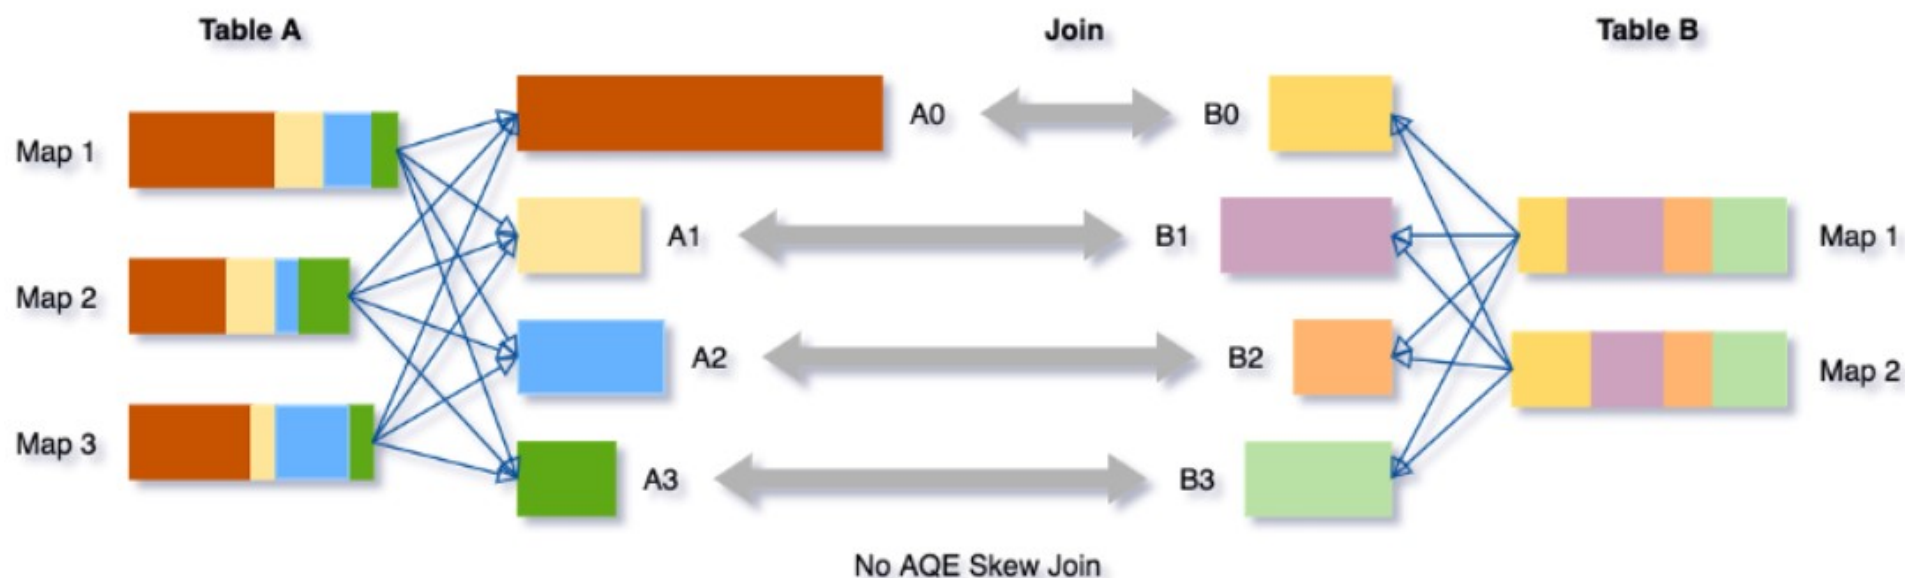 Table A
Join
Table B
A0
B0
Map 1
A1
B1
Map 1
Map 2
A2
B2
Map 2
Map 3
A3
B3
No AQE Skew Join